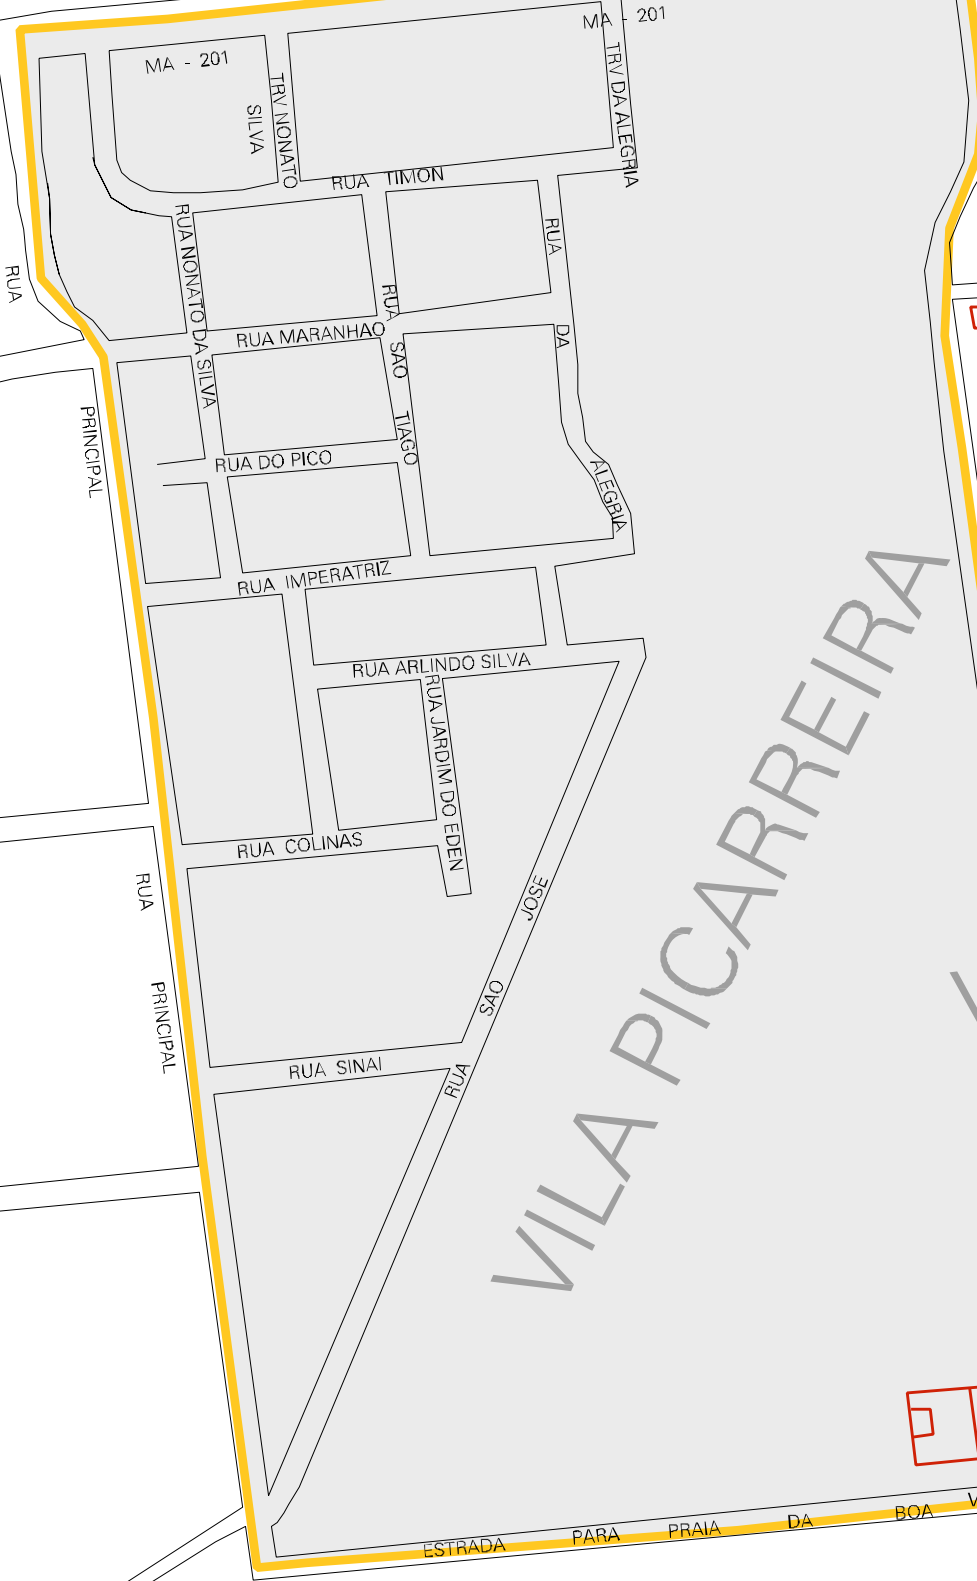 MA - 201
MA - 201
TRV NONATO
SILVA
TRV DA ALEGRIA
RUA TIMON
RUA NONATO DA SILVA
RUA DA ALEGRIA
RUA
PRINCIPAL
RUA SAO TIAGO
RUA MARANHAO
RUA DO PICO
RUA IMPERATRIZ
RUA ARLINDO SILVA
RUA JARDIM DO EDEN
RUA COLINAS
RUA
PRINCIPAL
RUA SAO JOSE
RUA SINAI
VILA PICARREIRA
ESTRADA PARA PRAIA DA BOA